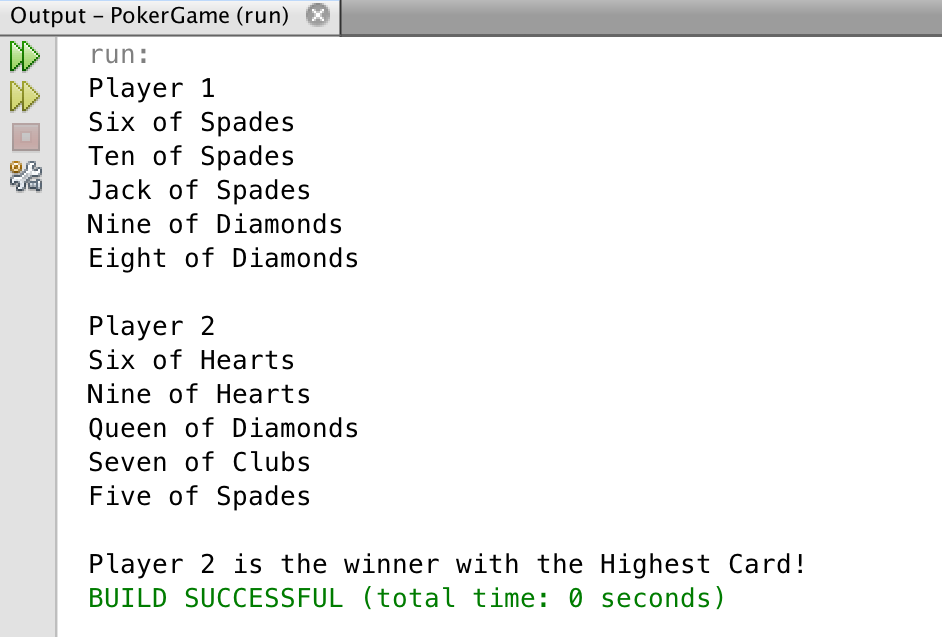 Output – PokerGame (run)
run:
Player 1
Six of Spades
Ten of Spades
Jack of Spades
Nine of Diamonds
Eight of Diamonds
Player 2
Six of Hearts
Nine of Hearts
Queen of Diamonds
Seven of Clubs
Five of Spades
Player 2 is the winner with the Highest Card!
BUILD SUCCESSFUL (total time: 0 seconds)